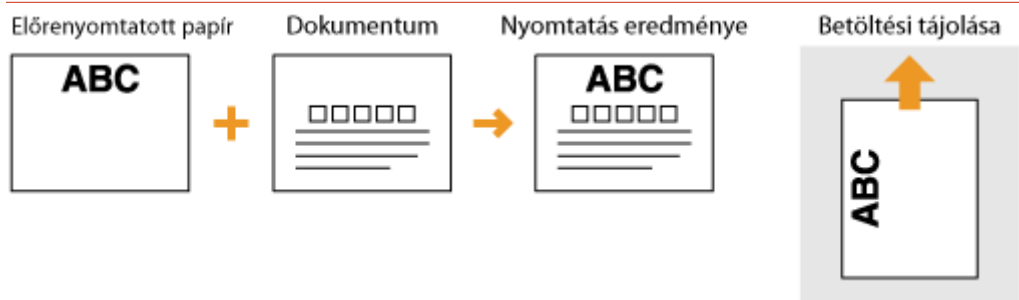 Előrenyomtatott papír
Dokumentum
Nyomtatás eredménye
Betöltési tájolása
ABC
ABC
ABC